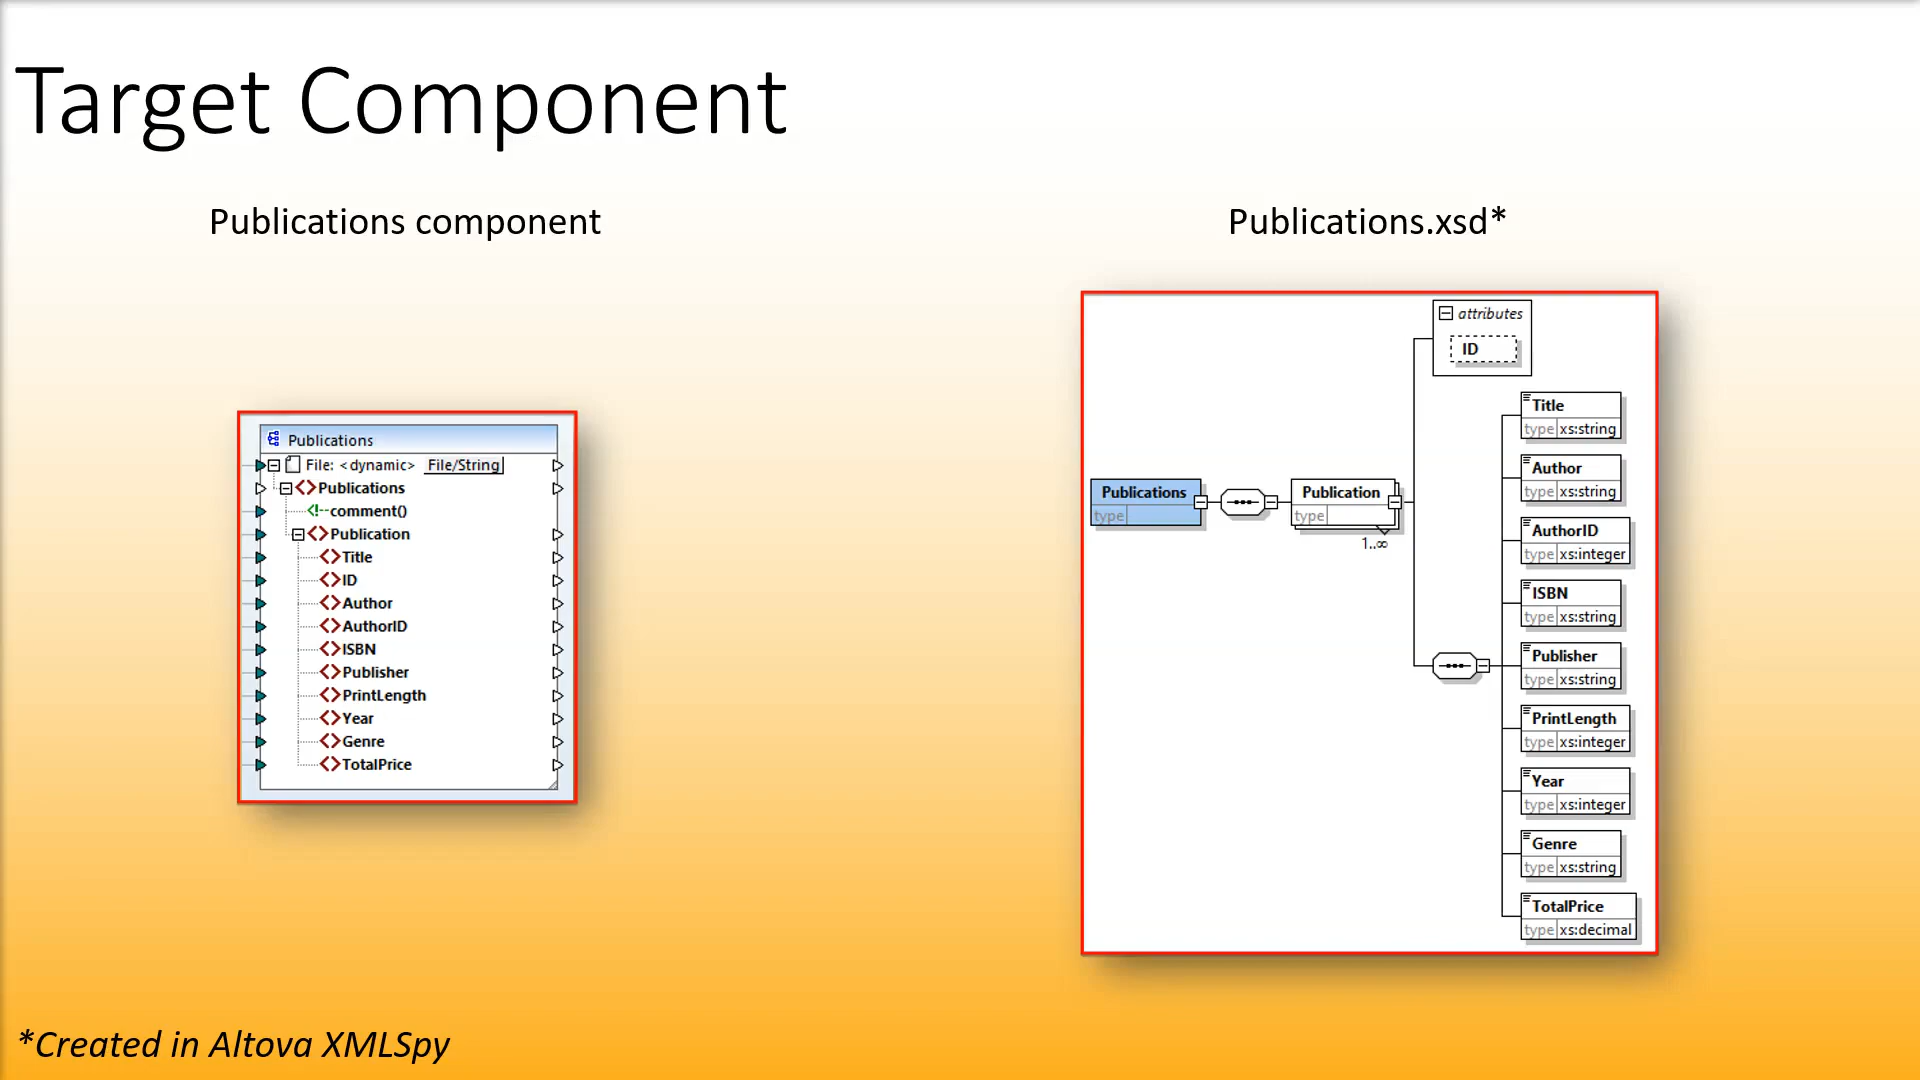 Target Component
Publications component
Publications
File: <dynamic> File/String
Publications
comment()
Publication
Title
ID
Author
AuthorID
ISBN
Publisher
PrintLength
Year
Genre
TotalPrice
Publications.xsd*
attributes
ID
Publications
type
Publication
type
1..∞
Title
type xs:string
Author
type xs:string
AuthorID
type xs:integer
ISBN
type xs:string
Publisher
type xs:string
PrintLength
type xs:integer
Year
type xs:integer
Genre
type xs:string
TotalPrice
type xs:decimal
*Created in Altova XMLSpy